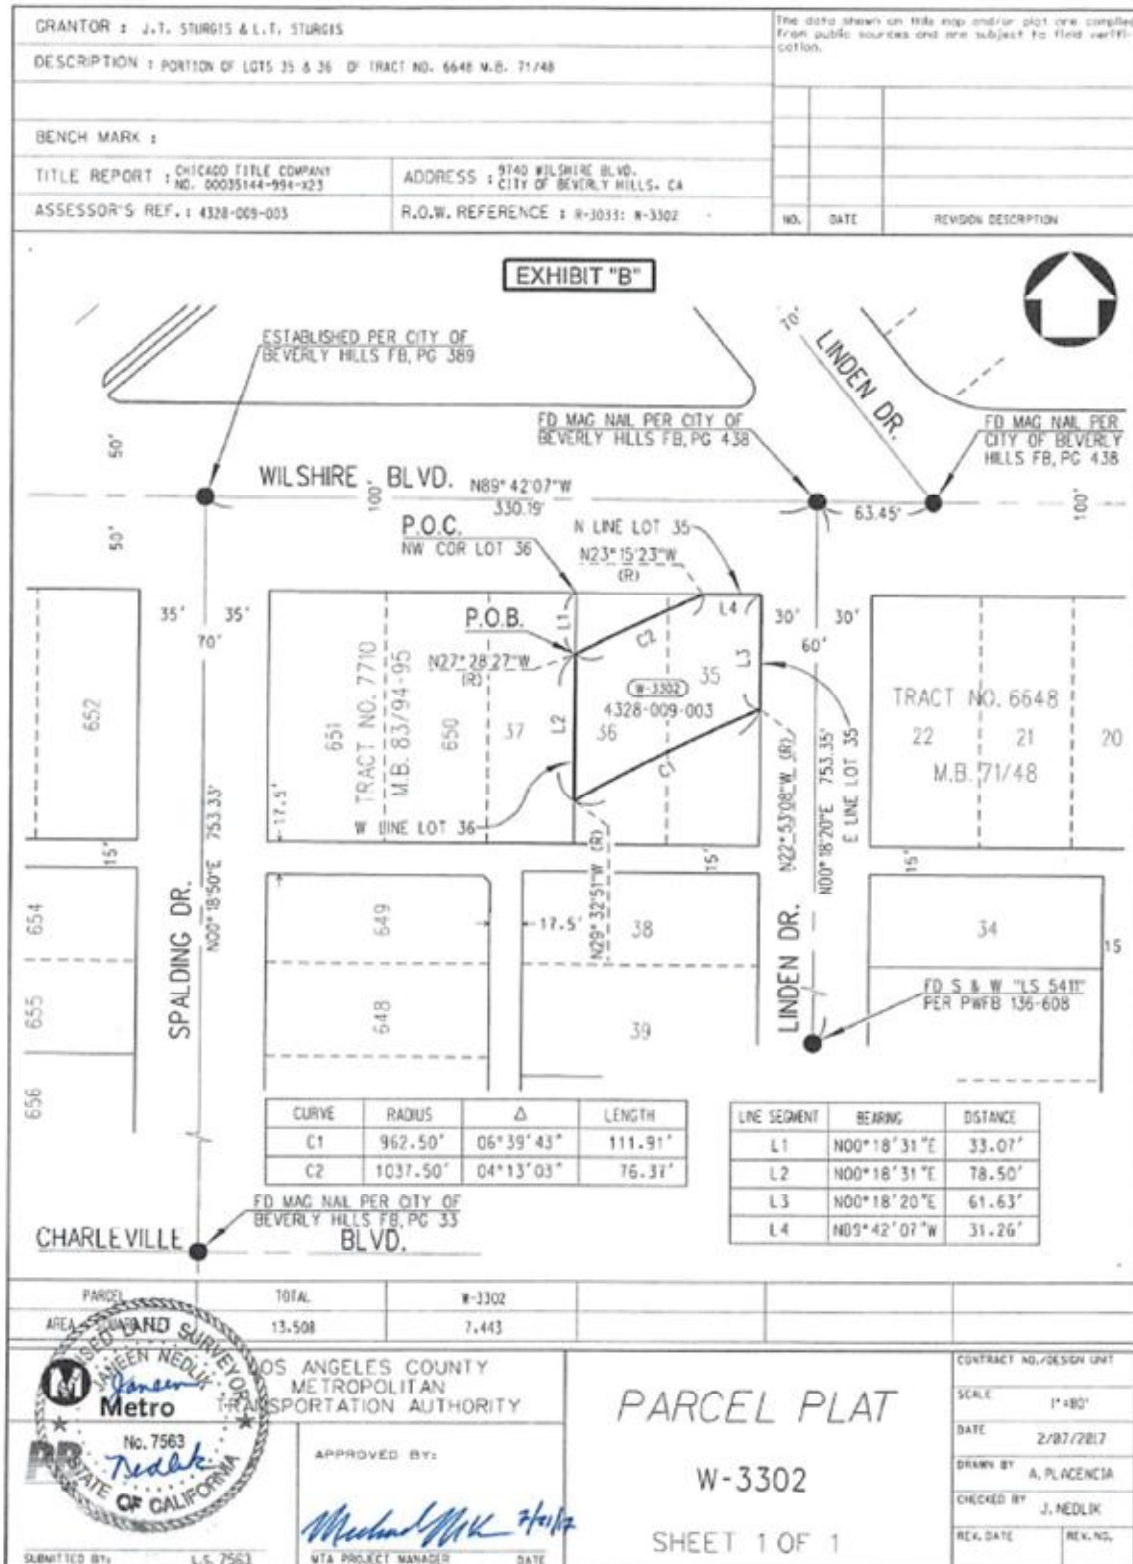 GRANTOR : J.T. STURGIS & L.T. STURGIS
The data shown on this map and/or plat are compiled
from public sources and are subject to field verifi-
cation.
DESCRIPTION : PORTION OF LOTS 35 & 36 OF TRACT NO. 6648 M.B. 71/48
BENCH MARK :
TITLE REPORT : CHICAGO TITLE COMPANY
NO. 00035144-994-X23
ADDRESS : 9740 WILSHIRE BLVD.
CITY OF BEVERLY HILLS, CA
ASSESSOR'S REF. : 4328-009-003
R.O.W. REFERENCE : R-3033; W-3302
NO. DATE REVISION DESCRIPTION
EXHIBIT "B"
ESTABLISHED PER CITY OF
BEVERLY HILLS FB, PG 389
70'
LINDEN DR.
FD MAG NAIL PER CITY OF
BEVERLY HILLS FB, PG 438
FD MAG NAIL PER
CITY OF BEVERLY
HILLS FB, PG 438
50'
50'
WILSHIRE BLVD.
100'
N89°42'07"W
330.19'
63.45'
100'
P.O.C.
NW COR LOT 36
N LINE LOT 35
N23°15'23"W
(R)
35' 35'
70'
L1
P.O.B.
N27°28'27"W
(R)
C2
L4
L3
30' 30'
60'
652
651
TRACT NO. 7710
M.B. 83/94-95
650
37
L2
36
35
W-3302
4328-009-003
C1
W LINE LOT 36
TRACT NO. 6648
22 21 20
M.B. 71/48
17.5'
15'
N00°18'50"E 753.33'
SPALDING DR.
N29°32'51"W (R)
15'
N22°53'08"W (R)
N00°18'20"E 753.35'
E LINE LOT 35
LINDEN DR.
15'
654
655
656
649
648
17.5'
38
39
34
15
FD S & W "LS 5411"
PER PWFB 136-608
CURVE RADIUS Δ LENGTH
C1 962.50' 06°39'43" 111.91'
C2 1037.50' 04°13'03" 76.37'
LINE SEGMENT BEARING DISTANCE
L1 N00°18'31"E 33.07'
L2 N00°18'31"E 78.50'
L3 N00°18'20"E 61.63'
L4 N89°42'07"W 31.26'
FD MAG NAIL PER CITY OF
BEVERLY HILLS FB, PG 33
CHARLEVILLE BLVD.
PARCEL TOTAL W-3302
AREA 13,508 7,443
LAND SURVEYOR
JANEEN NEDLIK
No. 7563
STATE OF CALIFORNIA
Janeen
Nedlik
M
Metro
LOS ANGELES COUNTY
METROPOLITAN
TRANSPORTATION AUTHORITY
APPROVED BY:
SUBMITTED BY: L.S. 7563
MTA PROJECT MANAGER DATE
PARCEL PLAT
W-3302
SHEET 1 OF 1
CONTRACT NO./DESIGN UNIT
SCALE 1"=80'
DATE 2/07/2017
DRAWN BY A. PLACENCIA
CHECKED BY J. NEDLIK
REV. DATE REV. NO.